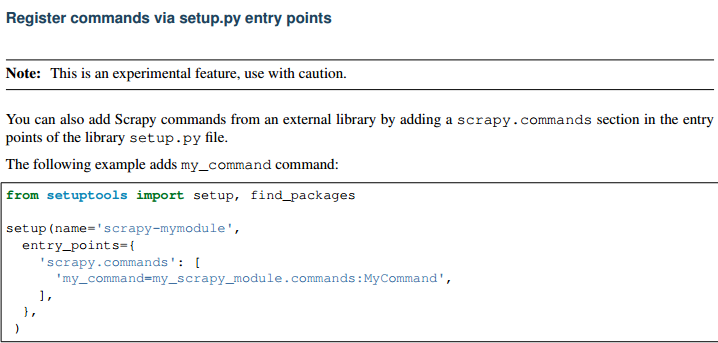 Register commands via setup.py entry points
Note: This is an experimental feature, use with caution.
You can also add Scrapy commands from an external library by adding a scrapy.commands section in the entry
points of the library setup.py file.
The following example adds my_command command:
from setuptools import setup, find_packages
setup(name='scrapy-mymodule',
  entry_points={
    'scrapy.commands': [
      'my_command=my_scrapy_module.commands:MyCommand',
    ],
  },
 )